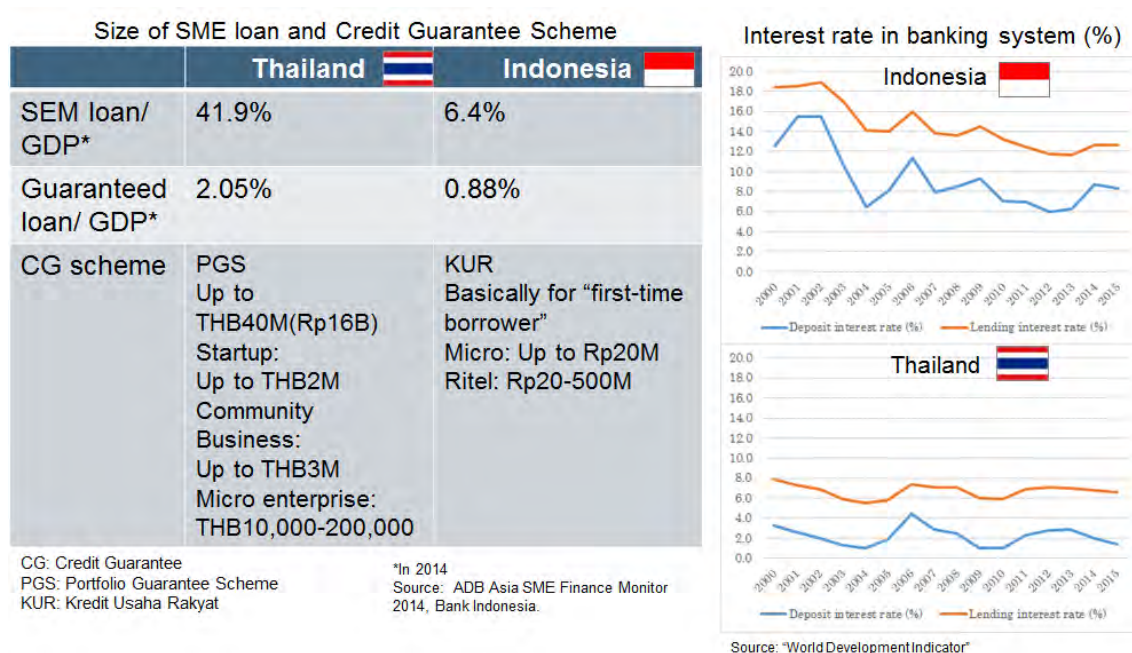 Size of SME loan and Credit Guarantee Scheme
Thailand
Indonesia
SEM loan/
GDP*
41.9%
6.4%
Guaranteed
loan/ GDP*
2.05%
0.88%
CG scheme
PGS
Up to
THB40M(Rp16B)
Startup:
Up to THB2M
Community
Business:
Up to THB3M
Micro enterprise:
THB10,000-200,000
KUR
Basically for “first-time
borrower”
Micro: Up to Rp20M
Ritel: Rp20-500M
CG: Credit Guarantee
PGS: Portfolio Guarantee Scheme
KUR: Kredit Usaha Rakyat
*In 2014
Source: ADB Asia SME Finance Monitor
2014, Bank Indonesia.
Interest rate in banking system (%)
Indonesia
20.0
18.0
16.0
14.0
12.0
10.0
8.0
6.0
4.0
2.0
0.0
2000 2001 2002 2003 2004 2005 2006 2007 2008 2009 2010 2011 2012 2013 2014 2015
Deposit interest rate (%) Lending interest rate (%)
Thailand
20.0
18.0
16.0
14.0
12.0
10.0
8.0
6.0
4.0
2.0
0.0
2000 2001 2002 2003 2004 2005 2006 2007 2008 2009 2010 2011 2012 2013 2014 2015
Deposit interest rate (%) Lending interest rate (%)
Source: “World Development Indicator”